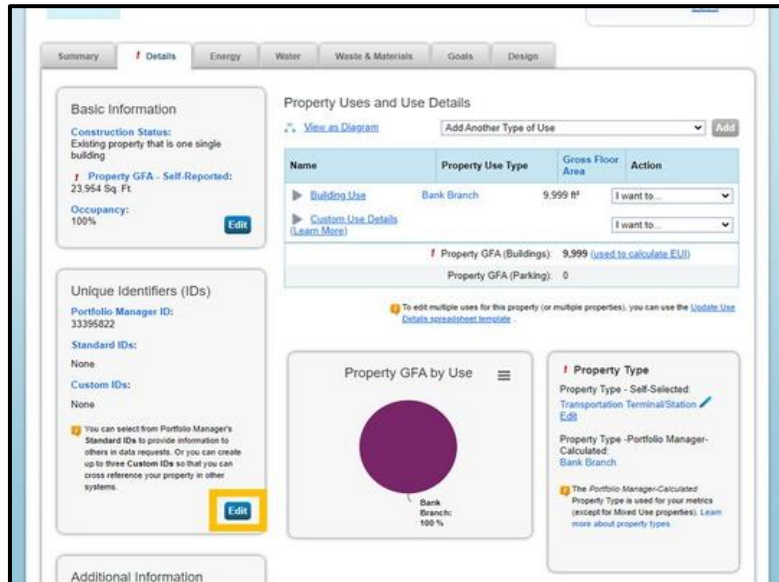 Summary
! Details
Energy
Water
Waste & Materials
Goals
Design
Basic Information
Construction Status:
Existing property that is one single
building
! Property GFA - Self-Reported:
23,954 Sq. Ft.
Occupancy:
100%
Edit
Unique Identifiers (IDs)
Portfolio Manager ID:
33395822
Standard IDs:
None
Custom IDs:
None
You can select from Portfolio Manager's
Standard IDs to provide information to
others in data requests. Or you can create
up to three Custom IDs so that you can
cross reference your property in other
systems.
Edit
Additional Information
Property Uses and Use Details
View as Diagram
Add Another Type of Use
Add
Name Property Use Type Gross Floor Area Action
Building Use Bank Branch 9,999 ft² I want to...
Custom Use Details
(Learn More) I want to...
! Property GFA (Buildings): 9,999 (used to calculate EUI)
Property GFA (Parking): 0
To edit multiple uses for this property (or multiple properties), you can use the Update Use
Details spreadsheet template .
Property GFA by Use
Bank
Branch:
100 %
! Property Type
Property Type - Self-Selected:
Transportation Terminal/Station
Edit
Property Type -Portfolio Manager-
Calculated:
Bank Branch
The Portfolio Manager-Calculated
Property Type is used for your metrics
(except for Mixed Use properties). Learn
more about property types.